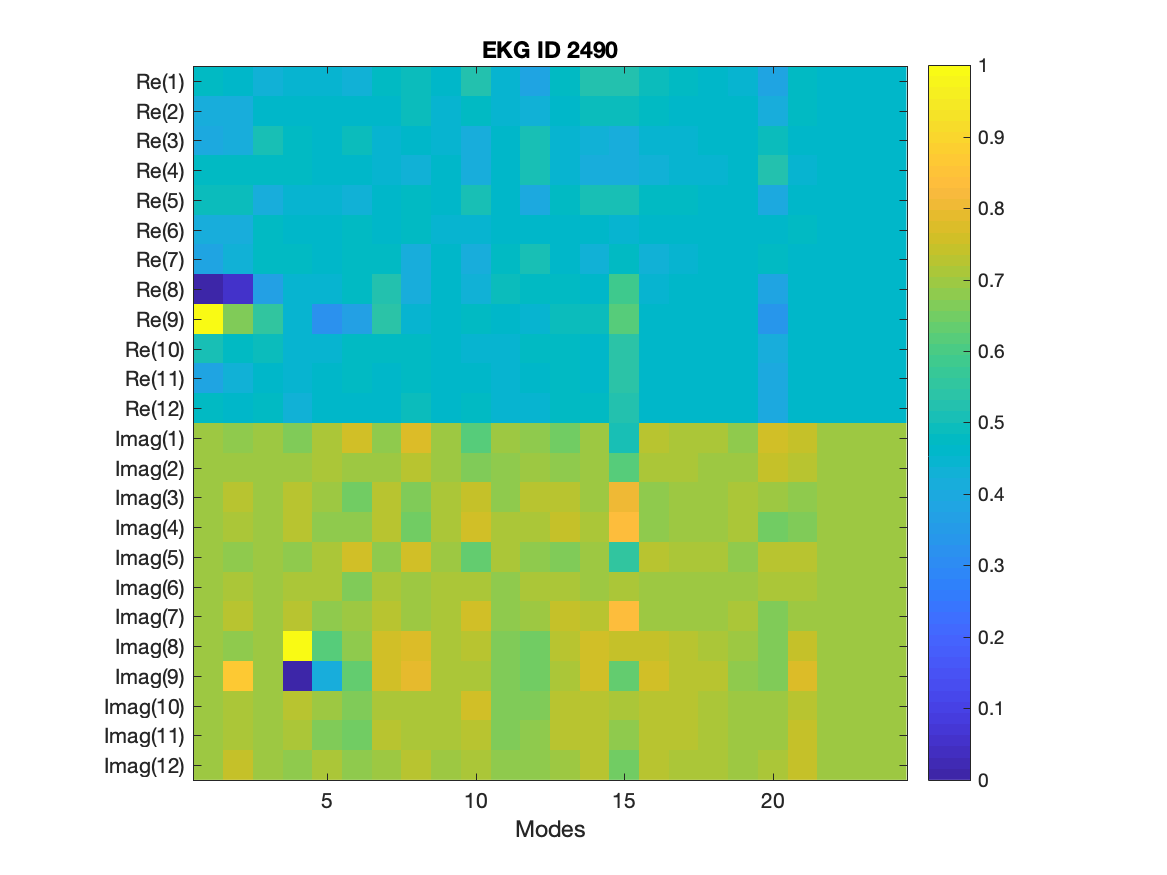 EKG ID 2490
Re(1)
Re(2)
Re(3)
Re(4)
Re(5)
Re(6)
Re(7)
Re(8)
Re(9)
Re(10)
Re(11)
Re(12)
Imag(1)
Imag(2)
Imag(3)
Imag(4)
Imag(5)
Imag(6)
Imag(7)
Imag(8)
Imag(9)
Imag(10)
Imag(11)
Imag(12)
5 10 15 20
Modes
1
0.9
0.8
0.7
0.6
0.5
0.4
0.3
0.2
0.1
0